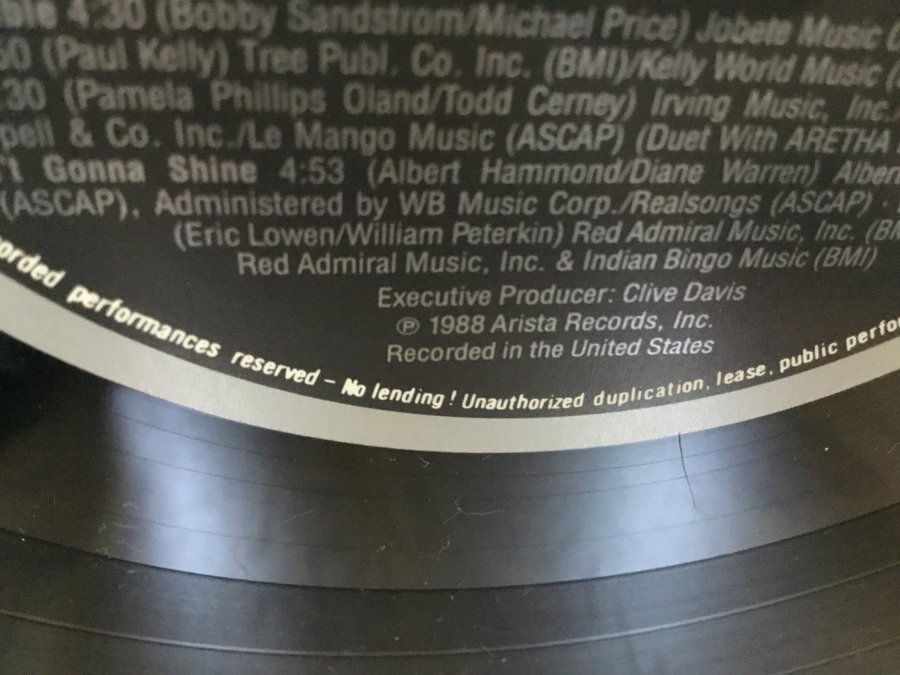 4:30 (Bobby Sandstrom/Michael Price) Jobete Music
(Paul Kelly) Tree Publ. Co. Inc. (BMI)/Kelly World Music
:30 (Pamela Phillips Oland/Todd Cerney) Irving Music, Inc./
pell & Co. Inc./Le Mango Music (ASCAP) (Duet With ARETHA
't Gonna Shine 4:53 (Albert Hammond/Diane Warren)
(ASCAP), Administered by WB Music Corp./Realsongs (ASCAP) ·
(Eric Lowen/William Peterkin) Red Admiral Music, Inc. (BM
Red Admiral Music, Inc. & Indian Bingo Music (BMI)
Executive Producer: Clive Davis
℗ 1988 Arista Records, Inc.
Recorded in the United States
orded performances reserved – No lending! Unauthorized duplication, lease, public perfo